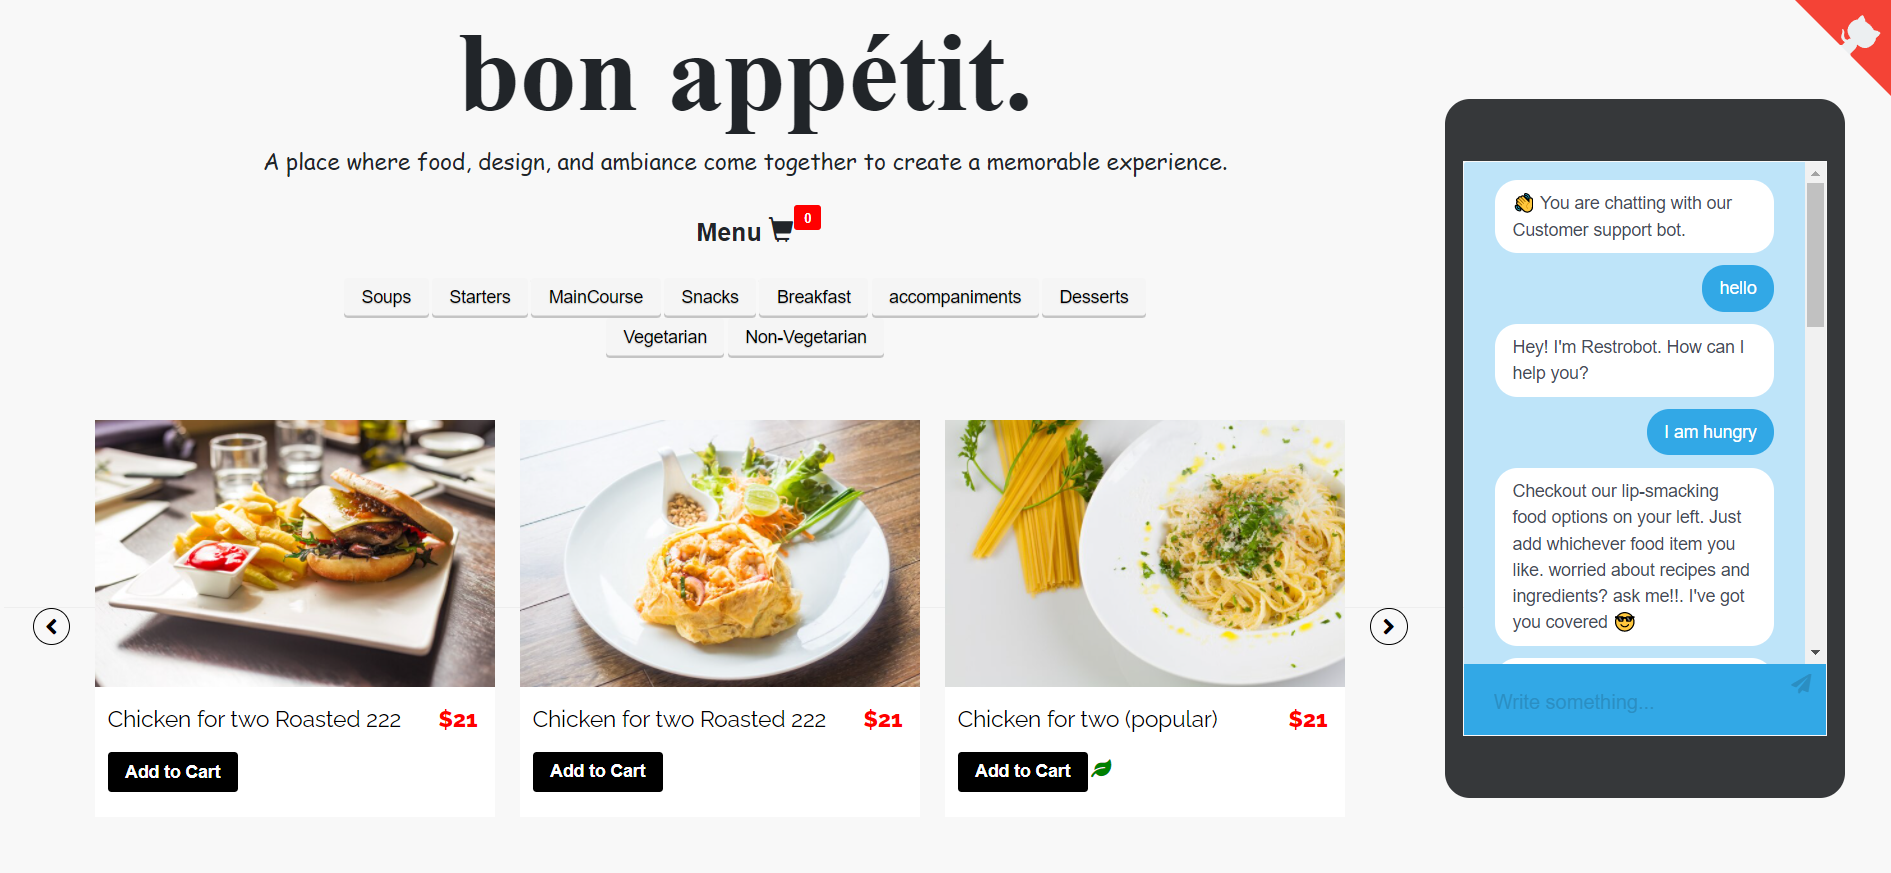 bon appétit.
A place where food, design, and ambiance come together to create a memorable experience.
Menu 0
Soups Starters MainCourse Snacks Breakfast accompaniments Desserts
Vegetarian Non-Vegetarian
Chicken for two Roasted 222 $21
Add to Cart
Chicken for two Roasted 222 $21
Add to Cart
Chicken for two (popular) $21
Add to Cart
👋 You are chatting with our
Customer support bot.
hello
Hey! I'm Restrobot. How can I
help you?
I am hungry
Checkout our lip-smacking
food options on your left. Just
add whichever food item you
like. worried about recipes and
ingredients? ask me!!. I've got
you covered 😎
Write something...